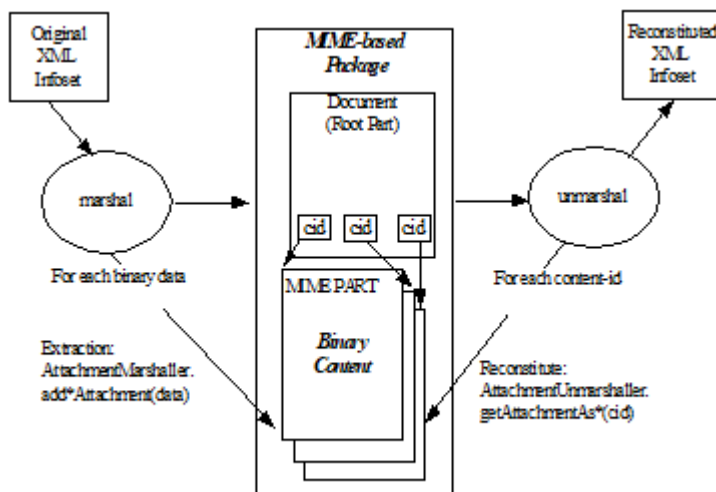 Original
XML
Infoset
MIME-based
Package
Reconstituted
XML
Infoset
Document
(Root Part)
marshal
unmarshal
cid
cid
cid
For each binary data
MIME PART
For each content-id
Binary
Content
Extraction:
AttachmentMarshaller.
add*Attachment(data)
Reconstitute:
AttachmentUnmarshaller.
getAttachmentAs*(cid)